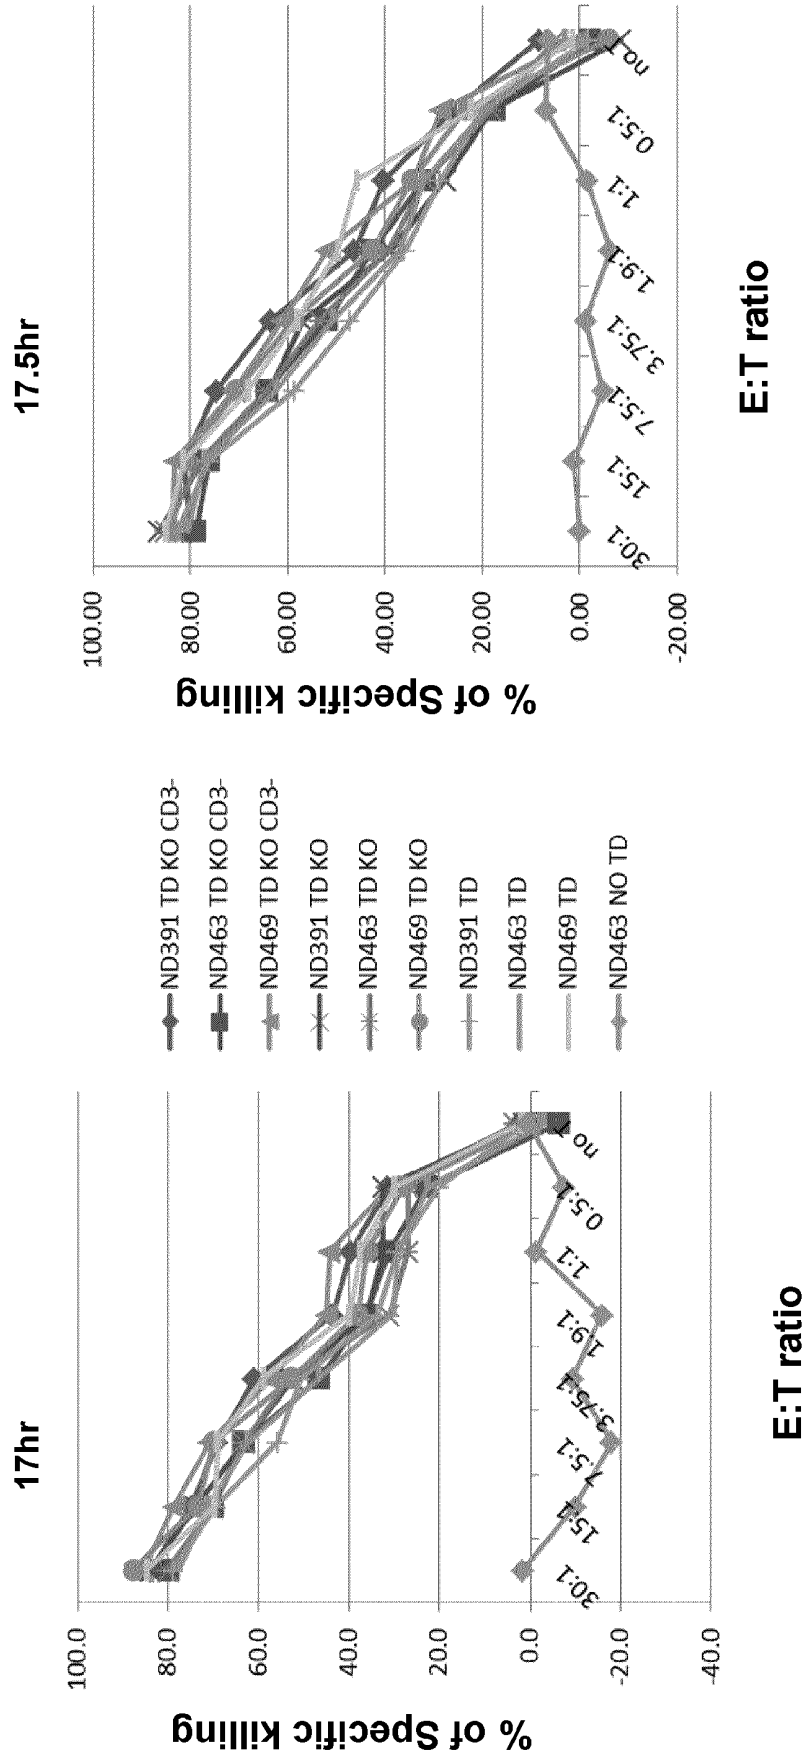 17hr
% of Specific killing
100.0
80.0
60.0
40.0
20.0
0.0
-20.0
-40.0
30:1
15:1
7.5:1
3.75:1
1.9:1
1:1
0.5:1
no T
E:T ratio
ND391 TD KO CD3-
ND463 TD KO CD3-
ND469 TD KO CD3-
ND391 TD KO
ND463 TD KO
ND469 TD KO
ND391 TD
ND463 TD
ND469 TD
ND463 NO TD
17.5hr
% of Specific killing
100.00
80.00
60.00
40.00
20.00
0.00
-20.00
30:1
15:1
7.5:1
3.75:1
1.9:1
1:1
0.5:1
no T
E:T ratio